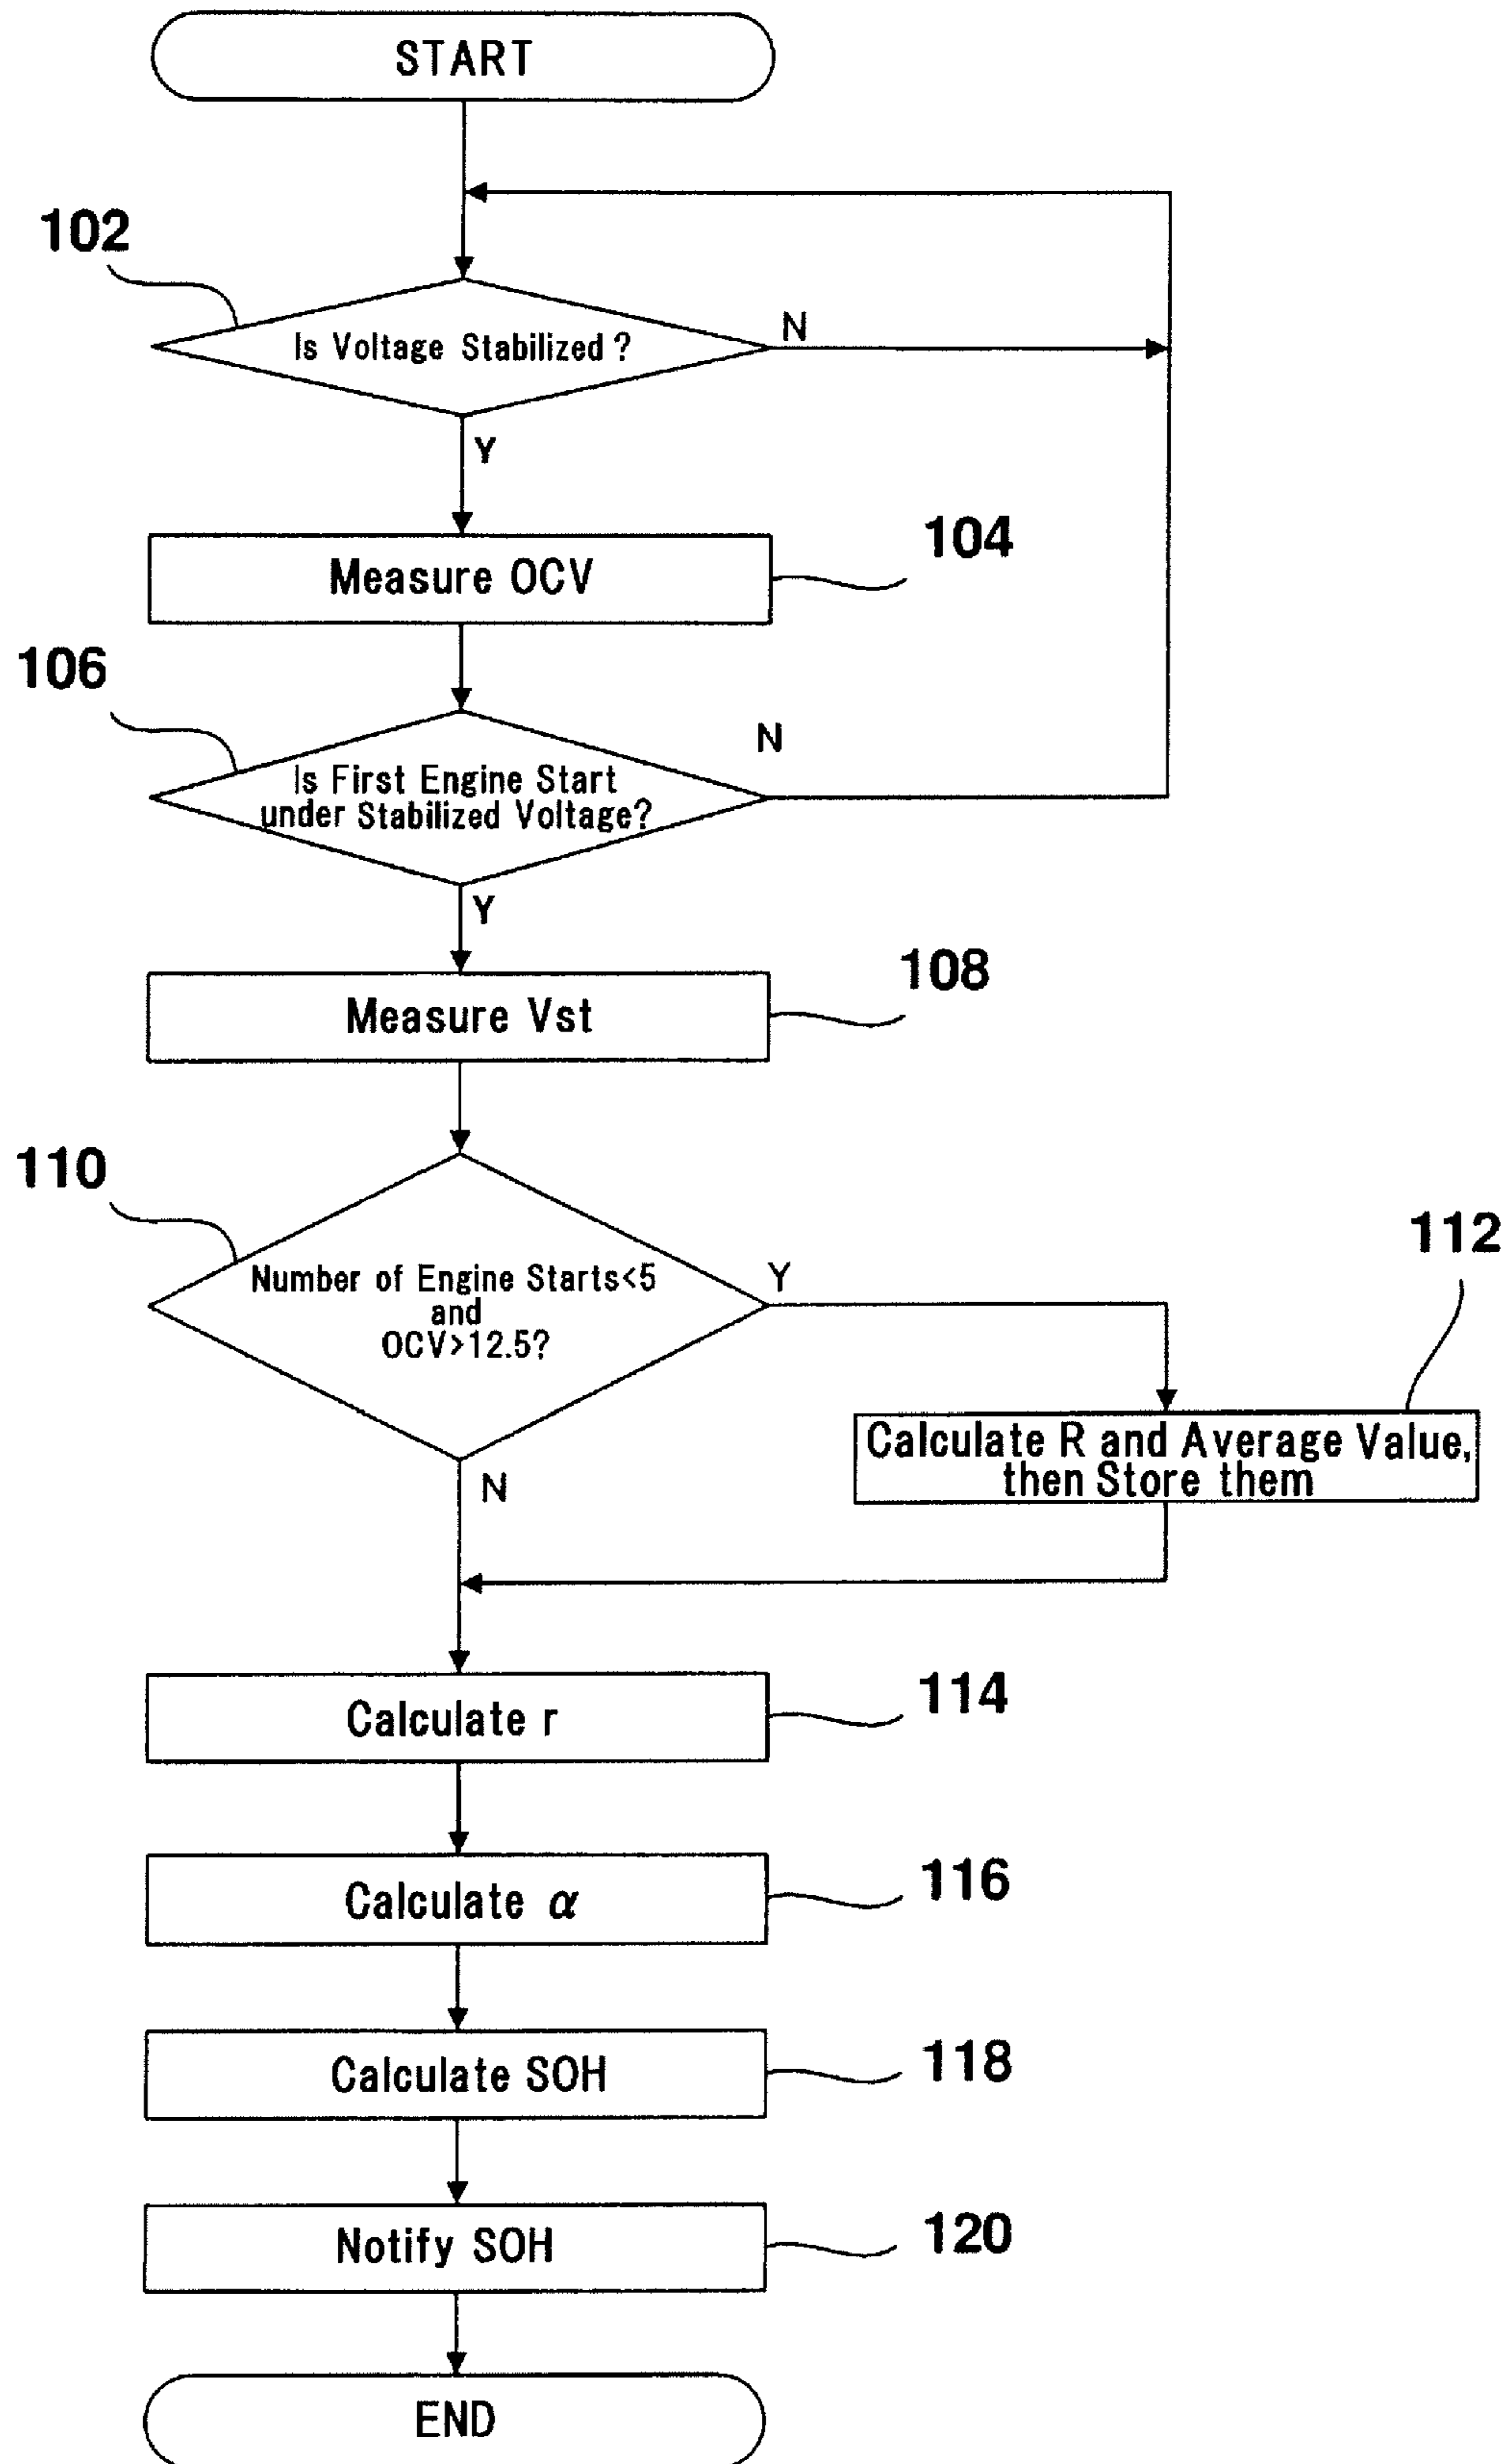 START
102
Is Voltage Stabilized?
N
Y
Measure OCV
104
106
Is First Engine Start
under Stabilized Voltage?
N
Y
Measure Vst
108
110
Number of Engine Starts<5
and
OCV>12.5?
Y
N
112
Calculate R and Average Value,
then Store them
Calculate r
114
Calculate α
116
Calculate SOH
118
Notify SOH
120
END